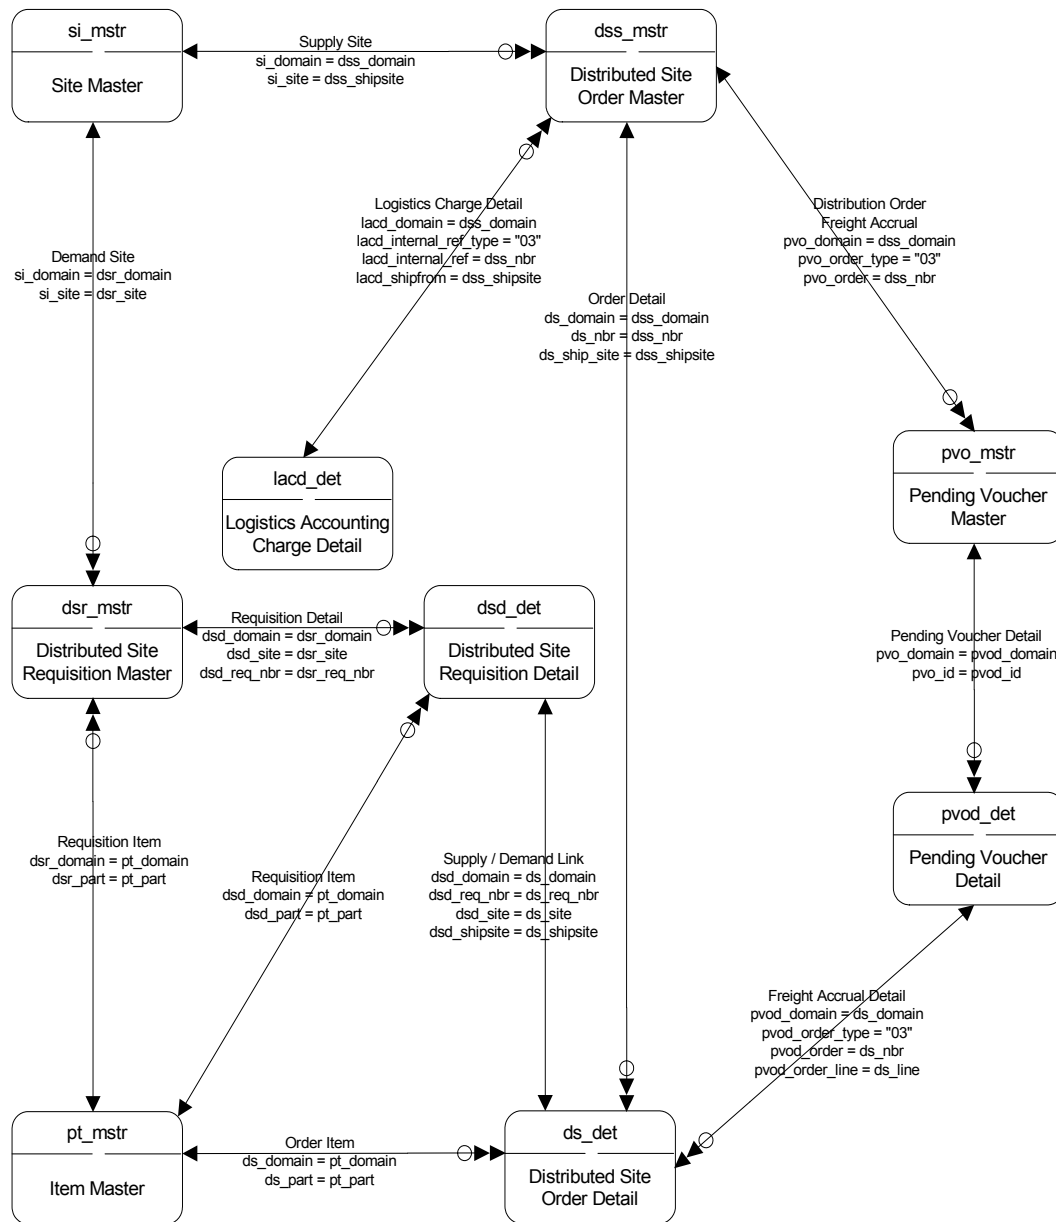 si_mstr
Site Master
Supply Site
si_domain = dss_domain
si_site = dss_shipsite
dss_mstr
Distributed Site
Order Master
Logistics Charge Detail
lacd_domain = dss_domain
lacd_internal_ref_type = "03"
lacd_internal_ref = dss_nbr
lacd_shipfrom = dss_shipsite
Distribution Order
Freight Accrual
pvo_domain = dss_domain
pvo_order_type = "03"
pvo_order = dss_nbr
Demand Site
si_domain = dsr_domain
si_site = dsr_site
Order Detail
ds_domain = dss_domain
ds_nbr = dss_nbr
ds_ship_site = dss_shipsite
lacd_det
Logistics Accounting
Charge Detail
pvo_mstr
Pending Voucher
Master
dsr_mstr
Distributed Site
Requisition Master
Requisition Detail
dsd_domain = dsr_domain
dsd_site = dsr_site
dsd_req_nbr = dsr_req_nbr
dsd_det
Distributed Site
Requisition Detail
Pending Voucher Detail
pvo_domain = pvod_domain
pvo_id = pvod_id
pvod_det
Pending Voucher
Detail
Requisition Item
dsr_domain = pt_domain
dsr_part = pt_part
Requisition Item
dsd_domain = pt_domain
dsd_part = pt_part
Supply / Demand Link
dsd_domain = ds_domain
dsd_req_nbr = ds_req_nbr
dsd_site = ds_site
dsd_shipsite = ds_shipsite
Freight Accrual Detail
pvod_domain = ds_domain
pvod_order_type = "03"
pvod_order = ds_nbr
pvod_order_line = ds_line
pt_mstr
Item Master
Order Item
ds_domain = pt_domain
ds_part = pt_part
ds_det
Distributed Site
Order Detail